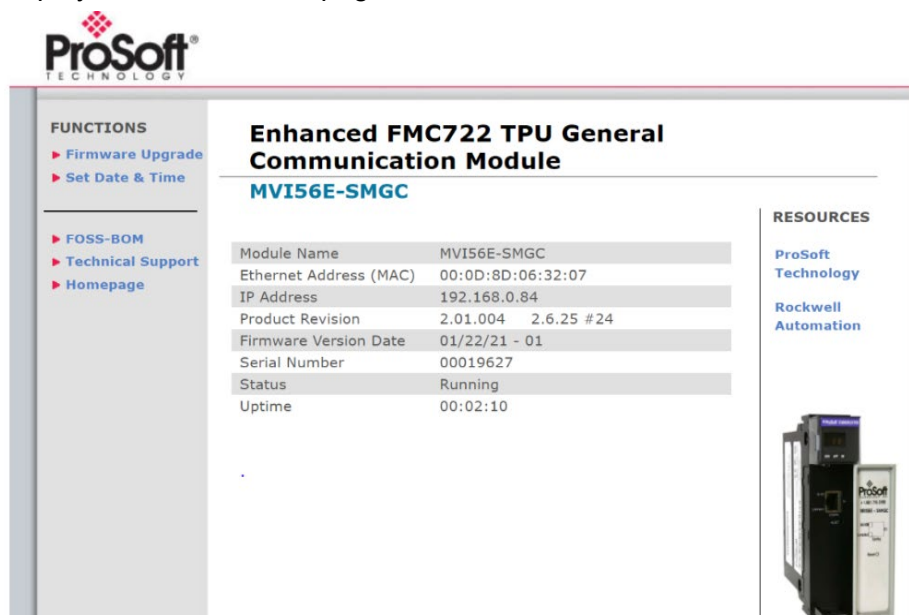 ProSoft®
TECHNOLOGY
FUNCTIONS
Firmware Upgrade
Set Date & Time
FOSS-BOM
Technical Support
Homepage
Enhanced FMC722 TPU General
Communication Module
MVI56E-SMGC
Module Name MVI56E-SMGC
Ethernet Address (MAC) 00:0D:8D:06:32:07
IP Address 192.168.0.84
Product Revision 2.01.004 2.6.25 #24
Firmware Version Date 01/22/21 - 01
Serial Number 00019627
Status Running
Uptime 00:02:10
RESOURCES
ProSoft
Technology
Rockwell
Automation
ProSoft